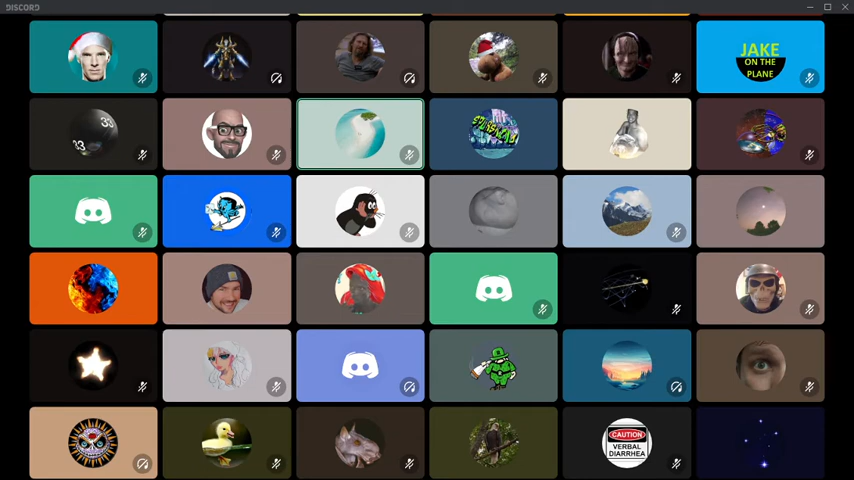 DISCORD
JAKE
ON THE
PLANE
33
33
CAUTION
VERBAL
DIARRHEA